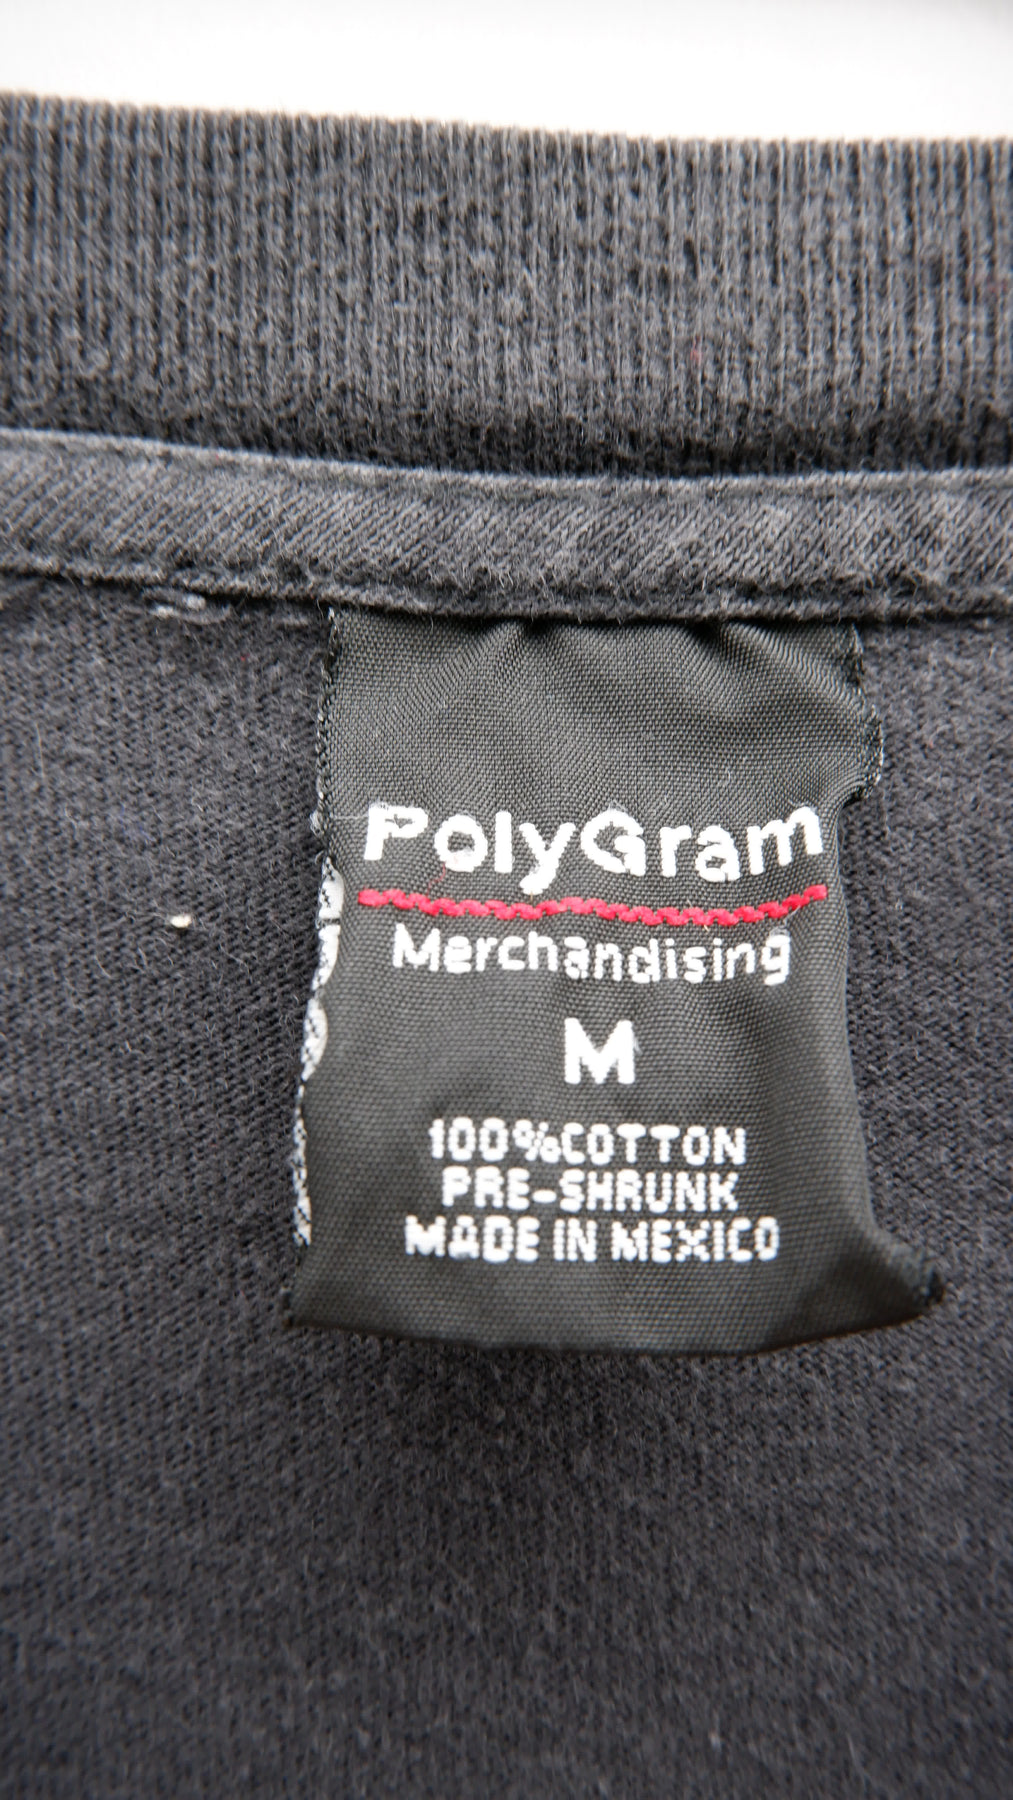 PolyGram
Merchandising
M
100%COTTON
PRE-SHRUNK
MADE IN MEXICO